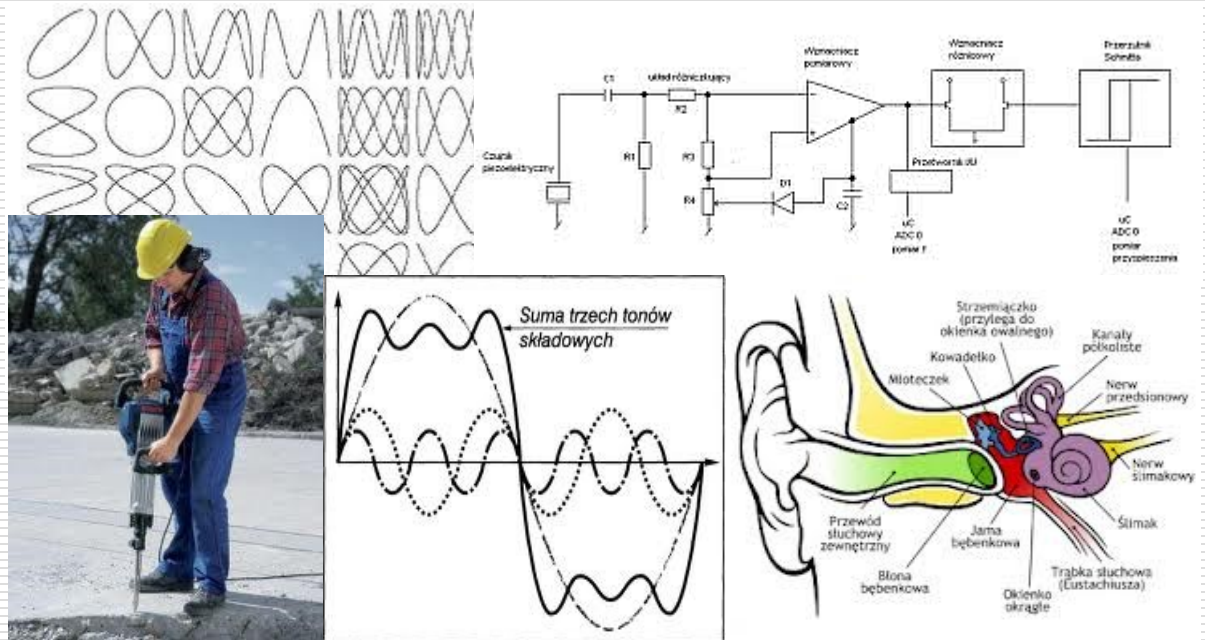 C1
układ różniczkujący
R2
Wzmacniacz
pomiarowy
Wzmacniacz
różnicowy
Przerzutnik
Schmitta
Czujnik
piezoelektryczny
R1
R3
R4
D1
C2
uC
ADC 0
pomiar F
uC
ADC 0
pomiar
przyspieszenia
Suma trzech tonów
składowych
Strzemiączko
(przylega do
okienka owalnego)
Kowadełko
Młoteczek
Kanały
półkoliste
Nerw
przedsionowy
Nerw
ślimakowy
Ślimak
Przewód
słuchowy
zewnętrzny
Jama
bębenkowa
Błona
bębenkowa
Okienko
okrągłe
Trąbka słuchowa
(Eustachiusza)